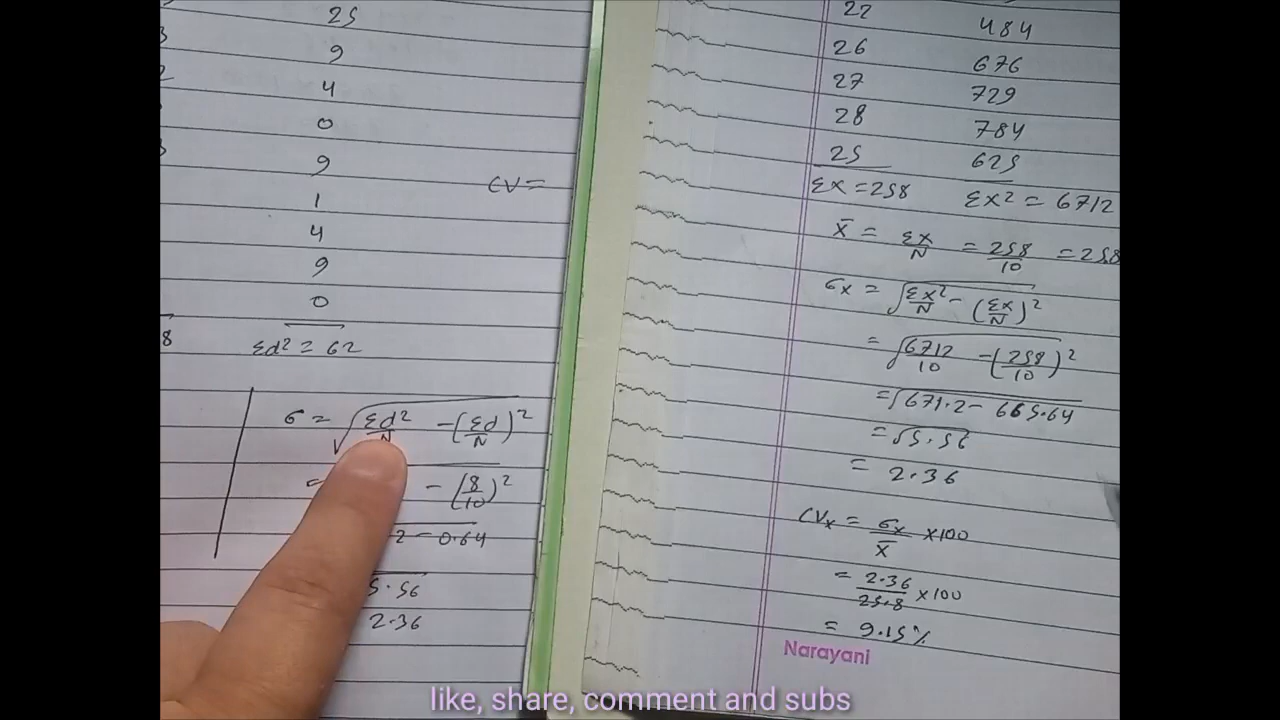 25
9
4
0
9
1
4
9
0
8
Σd² = 62
CV =
σ = √Σd²/N - (Σd/N)²
= - (8/10)²
2 - 0.64
5.56
2.36
22 484
26 676
27 729
28 784
25 625
Σx = 258 Σx² = 6712
x̄ = Σx/N = 258/10 = 258
σx = √Σx²/N - (Σx/N)²
= √6712/10 - (258/10)²
= √671.2 - 665.64
= √5.56
= 2.36
CVx = σx/x̄ × 100
= 2.36/25.8 × 100
= 9.15%
Narayani
like, share, comment and subs